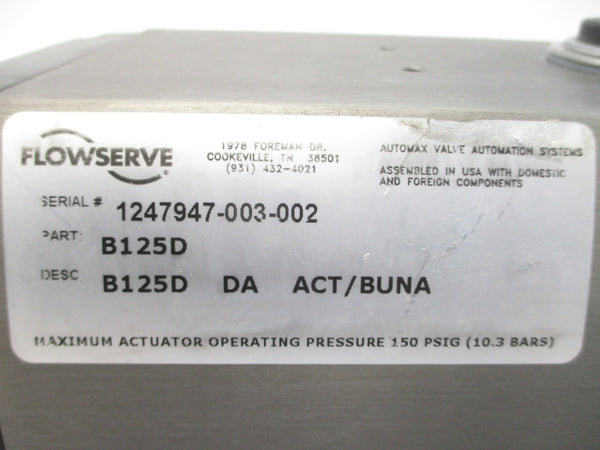 FLOWSERVE
1978 FOREMAN DR.
COOKEVILLE, TN 38501
(931) 432-4021
AUTOMAX VALVE AUTOMATION SYSTEMS
ASSEMBLED IN USA WITH DOMESTIC
AND FOREIGN COMPONENTS
SERIAL # 1247947-003-002
PART: B125D
DESC B125D DA ACT/BUNA
MAXIMUM ACTUATOR OPERATING PRESSURE 150 PSIG (10.3 BARS)